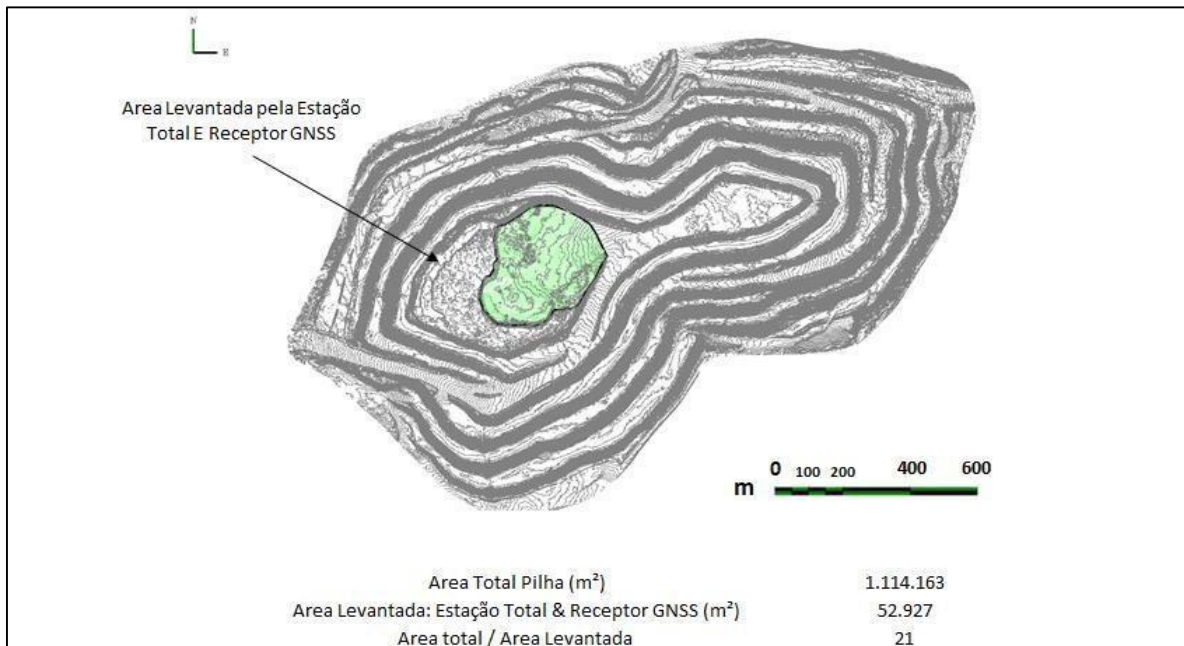 N
E
Area Levantada pela Estação
Total E Receptor GNSS
m 0 100 200 400 600
Area Total Pilha (m²) 1.114.163
Area Levantada: Estação Total & Receptor GNSS (m²) 52.927
Area total / Area Levantada 21